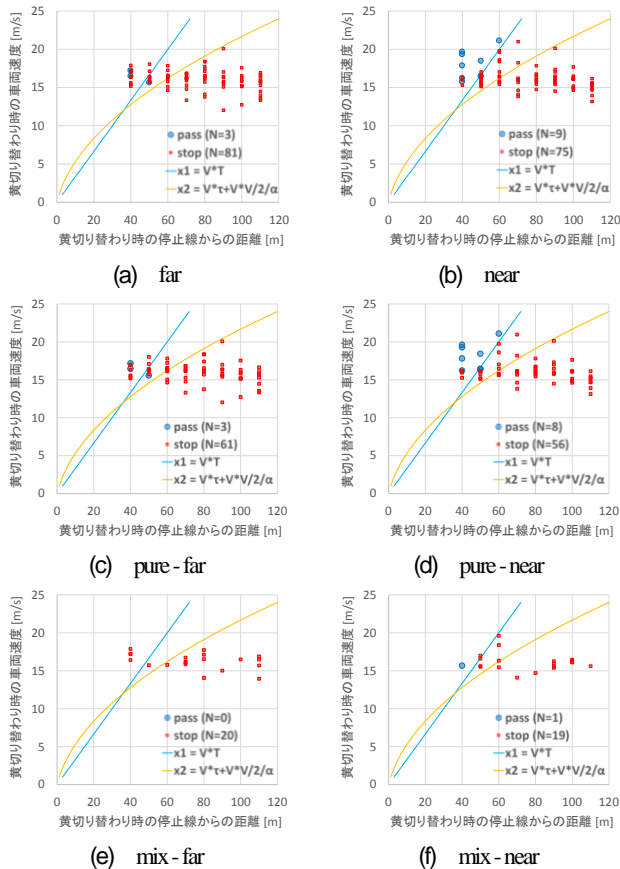 黄切り替わり時の車両速度 [m/s]
25
20
15
10
5
0
pass (N=3)
stop (N=81)
x1 = V*T
x2 = V*τ+V*V/2/α
0 20 40 60 80 100 120
黄切り替わり時の停止線からの距離 [m]
(a) far
黄切り替わり時の車両速度 [m/s]
25
20
15
10
5
0
pass (N=9)
stop (N=75)
x1 = V*T
x2 = V*τ+V*V/2/α
0 20 40 60 80 100 120
黄切り替わり時の停止線からの距離 [m]
(b) near
黄切り替わり時の車両速度 [m/s]
25
20
15
10
5
0
pass (N=3)
stop (N=61)
x1 = V*T
x2 = V*τ+V*V/2/α
0 20 40 60 80 100 120
黄切り替わり時の停止線からの距離 [m]
(c) pure - far
黄切り替わり時の車両速度 [m/s]
25
20
15
10
5
0
pass (N=8)
stop (N=56)
x1 = V*T
x2 = V*τ+V*V/2/α
0 20 40 60 80 100 120
黄切り替わり時の停止線からの距離 [m]
(d) pure - near
黄切り替わり時の車両速度 [m/s]
25
20
15
10
5
0
pass (N=0)
stop (N=20)
x1 = V*T
x2 = V*τ+V*V/2/α
0 20 40 60 80 100 120
黄切り替わり時の停止線からの距離 [m]
(e) mix - far
黄切り替わり時の車両速度 [m/s]
25
20
15
10
5
0
pass (N=1)
stop (N=19)
x1 = V*T
x2 = V*τ+V*V/2/α
0 20 40 60 80 100 120
黄切り替わり時の停止線からの距離 [m]
(f) mix - near